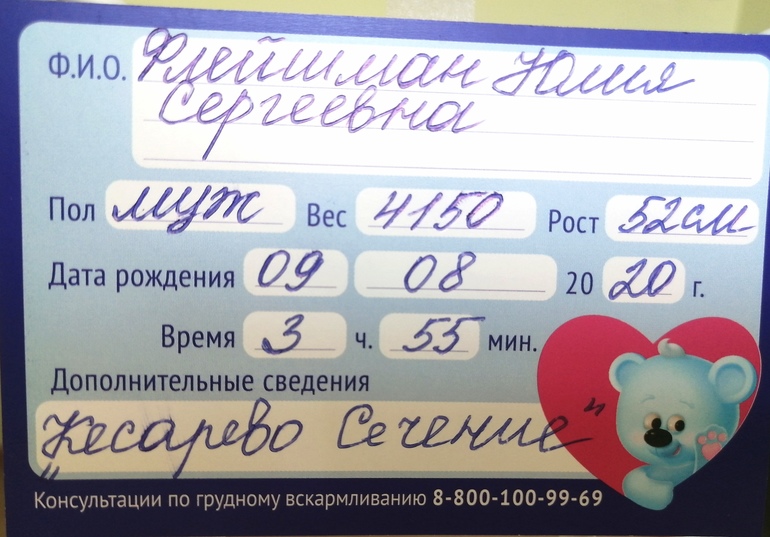 Ф.И.О. Флейшман Юлия
Сергеевна
Пол муж Вес 4150 Рост 52см
Дата рождения 09 08 2020 г.
Время 3 ч. 55 мин.
Дополнительные сведения
„Кесарево Сечение"
Консультации по грудному вскармливанию 8-800-100-99-69